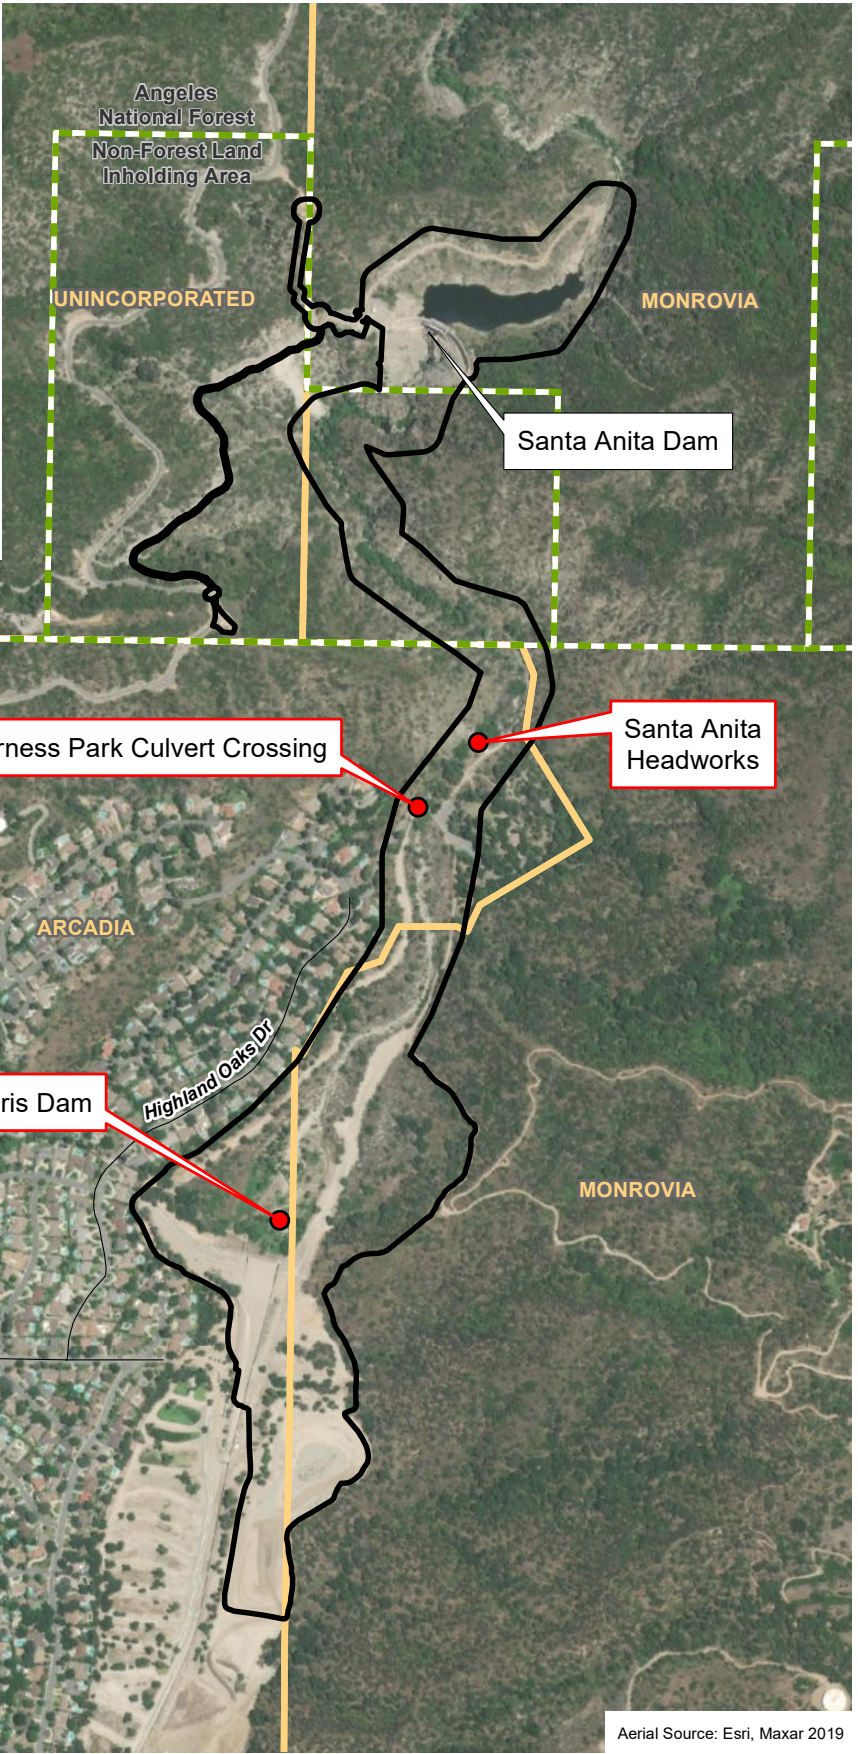 Angeles
National Forest
Non-Forest Land
Inholding Area
UNINCORPORATED
MONROVIA
Santa Anita Dam
Santa Anita
Headworks
rness Park Culvert Crossing
ARCADIA
Highland Oaks Dr
ris Dam
MONROVIA
Aerial Source: Esri, Maxar 2019